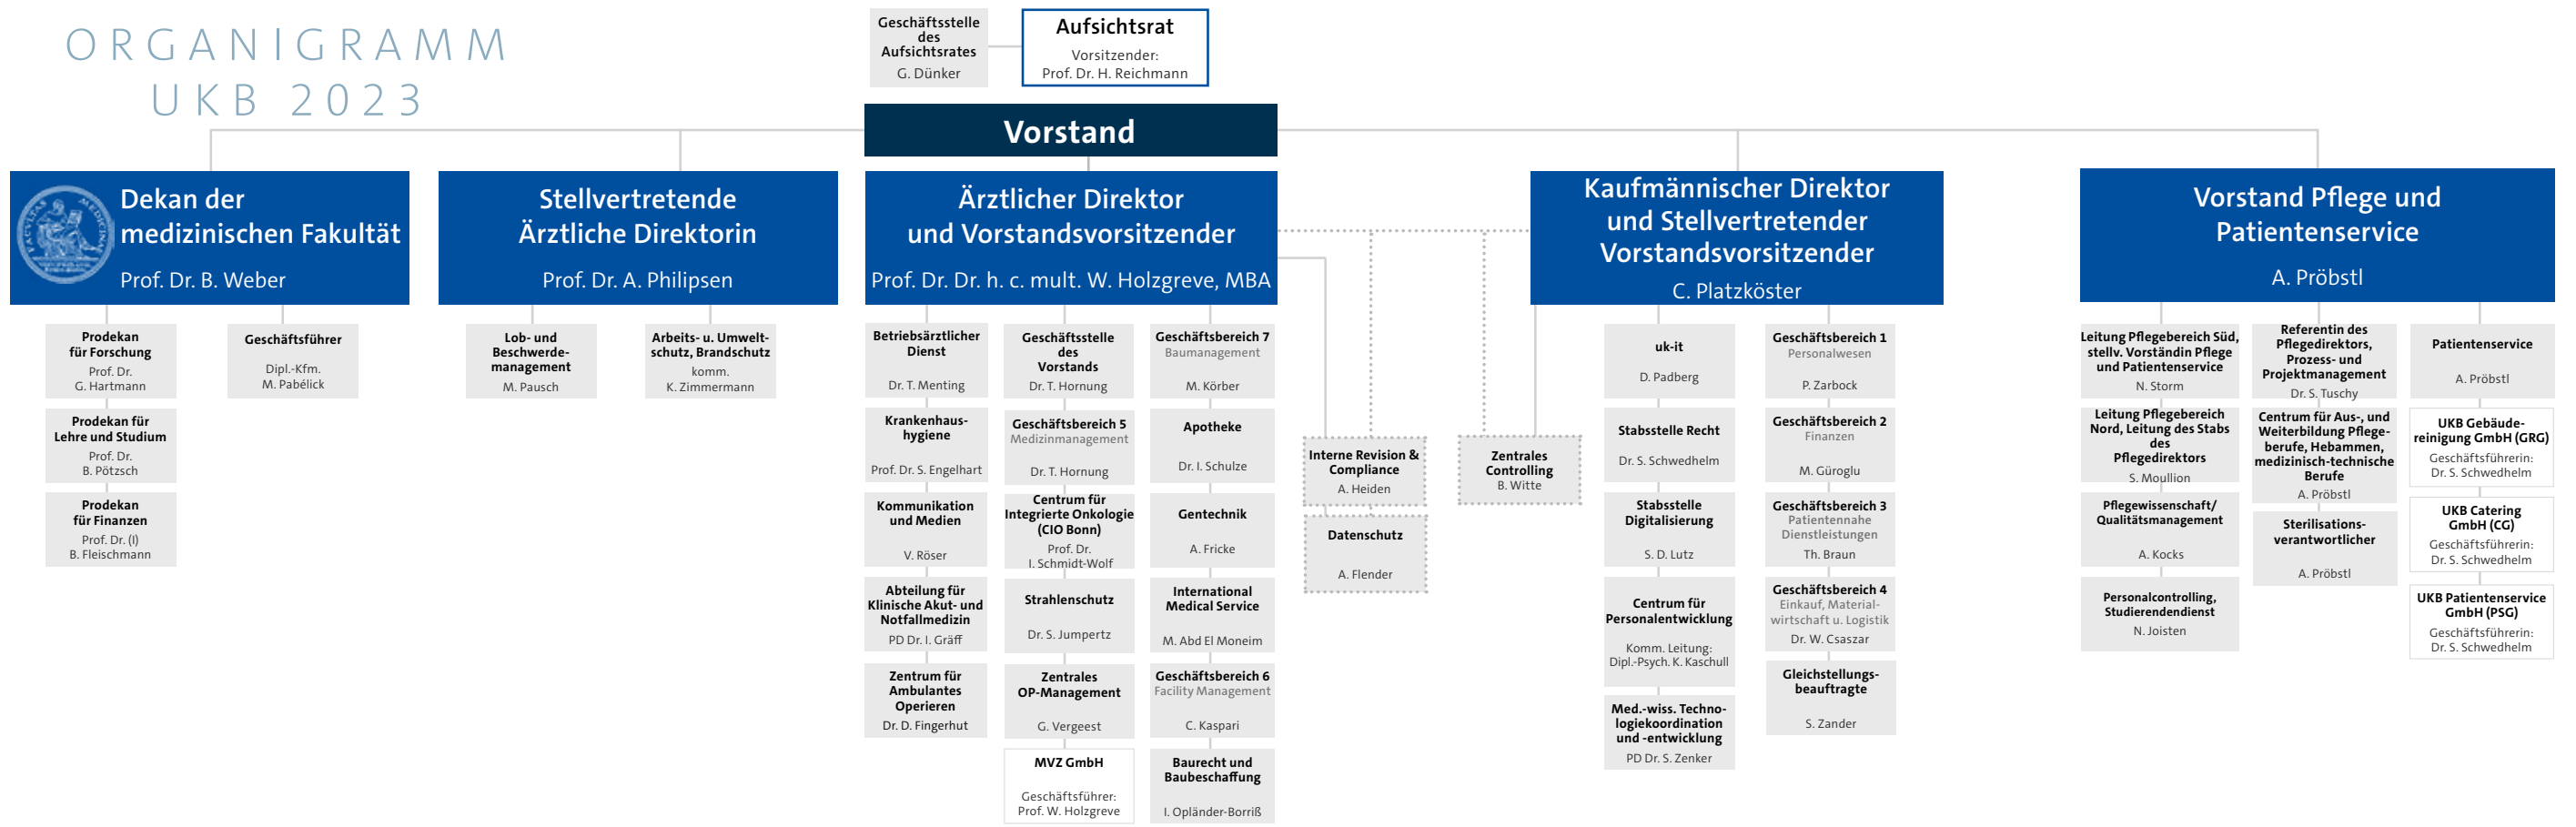 ORGANIGRAMM
UKB 2023
Geschäftsstelle
des
Aufsichtsrates
G. Dünker
Aufsichtsrat
Vorsitzender:
Prof. Dr. H. Reichmann
Vorstand
Dekan der
medizinischen Fakultät
Prof. Dr. B. Weber
Prodekan
für Forschung
Prof. Dr.
G. Hartmann
Prodekan für
Lehre und Studium
Prof. Dr.
B. Pötzsch
Prodekan
für Finanzen
Prof. Dr. (I)
B. Fleischmann
Geschäftsführer
Dipl.-Kfm.
M. Pabélick
Stellvertretende
Ärztliche Direktorin
Prof. Dr. A. Philipsen
Lob- und
Beschwerde-
management
M. Pausch
Arbeits- u. Umwelt-
schutz, Brandschutz
komm.
K. Zimmermann
Ärztlicher Direktor
und Vorstandsvorsitzender
Prof. Dr. Dr. h. c. mult. W. Holzgreve, MBA
Betriebsärztlicher
Dienst
Dr. T. Menting
Krankenhaus-
hygiene
Prof. Dr. S. Engelhart
Kommunikation
und Medien
V. Röser
Abteilung für
Klinische Akut- und
Notfallmedizin
PD Dr. I. Gräff
Zentrum für
Ambulantes
Operieren
Dr. D. Fingerhut
Geschäftsstelle
des
Vorstands
Dr. T. Hornung
Geschäftsbereich 5
Medizinmanagement
Dr. T. Hornung
Centrum für
Integrierte Onkologie
(CIO Bonn)
Prof. Dr.
I. Schmidt-Wolf
Strahlenschutz
Dr. S. Jumpertz
Zentrales
OP-Management
G. Vergeest
MVZ GmbH
Geschäftsführer:
Prof. W. Holzgreve
Geschäftsbereich 7
Baumanagement
M. Körber
Apotheke
Dr. I. Schulze
Gentechnik
A. Fricke
International
Medical Service
M. Abd El Moneim
Geschäftsbereich 6
Facility Management
C. Kaspari
Baurecht und
Baubeschaffung
I. Opländer-Borriß
Interne Revision &
Compliance
A. Heiden
Datenschutz
A. Flender
Zentrales
Controlling
B. Witte
Kaufmännischer Direktor
und Stellvertretender
Vorstandsvorsitzender
C. Platzköster
uk-it
D. Padberg
Stabsstelle Recht
Dr. S. Schwedhelm
Stabsstelle
Digitalisierung
S. D. Lutz
Centrum für
Personalentwicklung
Komm. Leitung:
Dipl.-Psych. K. Kaschull
Med.-wiss. Techno-
logiekoordination
und -entwicklung
PD Dr. S. Zenker
Geschäftsbereich 1
Personalwesen
P. Zarbock
Geschäftsbereich 2
Finanzen
M. Güroglu
Geschäftsbereich 3
Patientennahe
Dienstleistungen
Th. Braun
Geschäftsbereich 4
Einkauf, Material-
wirtschaft u. Logistik
Dr. W. Csaszar
Gleichstellungs-
beauftragte
S. Zander
Vorstand Pflege und
Patientenservice
A. Pröbstl
Leitung Pflegebereich Süd,
stellv. Vorständin Pflege
und Patientenservice
N. Storm
Leitung Pflegebereich
Nord, Leitung des Stabs
des
Pflegedirektors
S. Moullion
Pflegewissenschaft/
Qualitätsmanagement
A. Kocks
Personalcontrolling,
Studierendendienst
N. Joisten
Referentin des
Pflegedirektors,
Prozess- und
Projektmanagement
Dr. S. Tuschy
Centrum für Aus-, und
Weiterbildung Pflege-
berufe, Hebammen,
medizinisch-technische
Berufe
A. Pröbstl
Sterilisations-
verantwortlicher
A. Pröbstl
Patientenservice
A. Pröbstl
UKB Gebäude-
reinigung GmbH (GRG)
Geschäftsführerin:
Dr. S. Schwedhelm
UKB Catering
GmbH (CG)
Geschäftsführerin:
Dr. S. Schwedhelm
UKB Patientenservice
GmbH (PSG)
Geschäftsführerin:
Dr. S. Schwedhelm